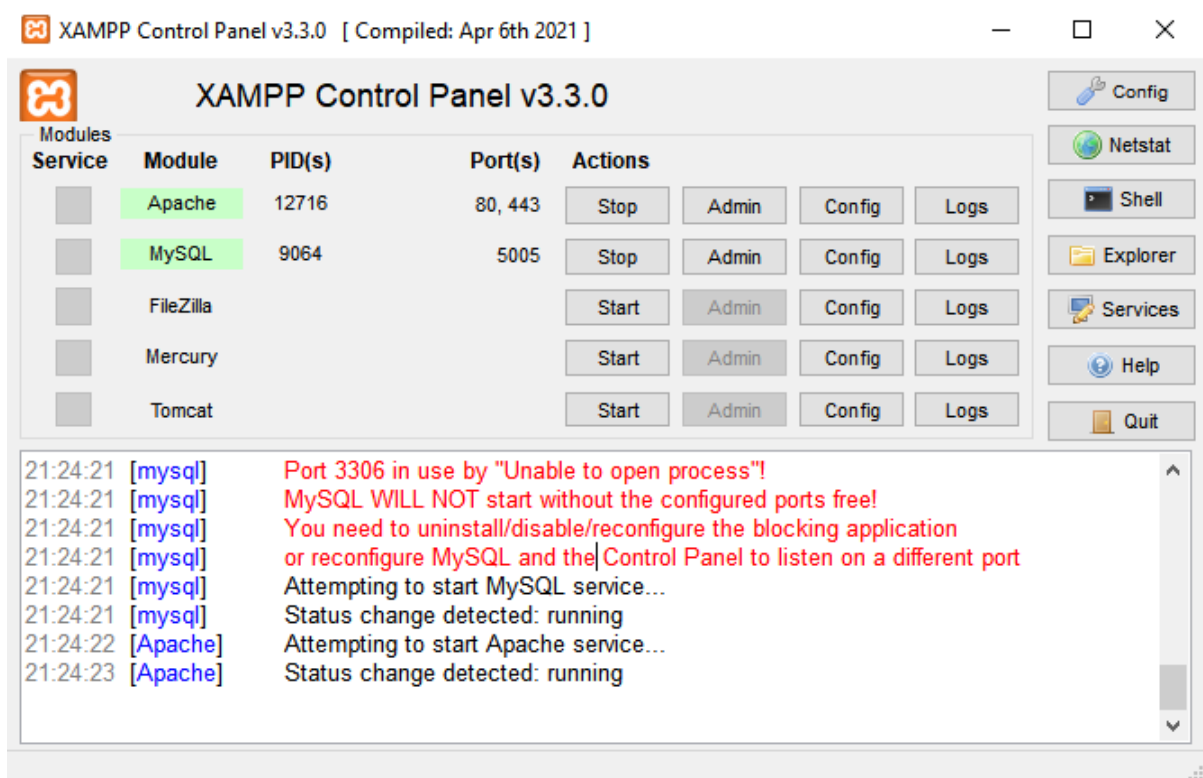 XAMPP Control Panel v3.3.0 [ Compiled: Apr 6th 2021 ]
XAMPP Control Panel v3.3.0
Config
Modules
Service Module PID(s) Port(s) Actions
Netstat
Apache 12716 80, 443 Stop Admin Config Logs
Shell
MySQL 9064 5005 Stop Admin Config Logs
Explorer
FileZilla Start Admin Config Logs
Services
Mercury Start Admin Config Logs
Help
Tomcat Start Admin Config Logs
Quit
21:24:21 [mysql] Port 3306 in use by "Unable to open process"!
21:24:21 [mysql] MySQL WILL NOT start without the configured ports free!
21:24:21 [mysql] You need to uninstall/disable/reconfigure the blocking application
21:24:21 [mysql] or reconfigure MySQL and the Control Panel to listen on a different port
21:24:21 [mysql] Attempting to start MySQL service...
21:24:21 [mysql] Status change detected: running
21:24:22 [Apache] Attempting to start Apache service...
21:24:23 [Apache] Status change detected: running